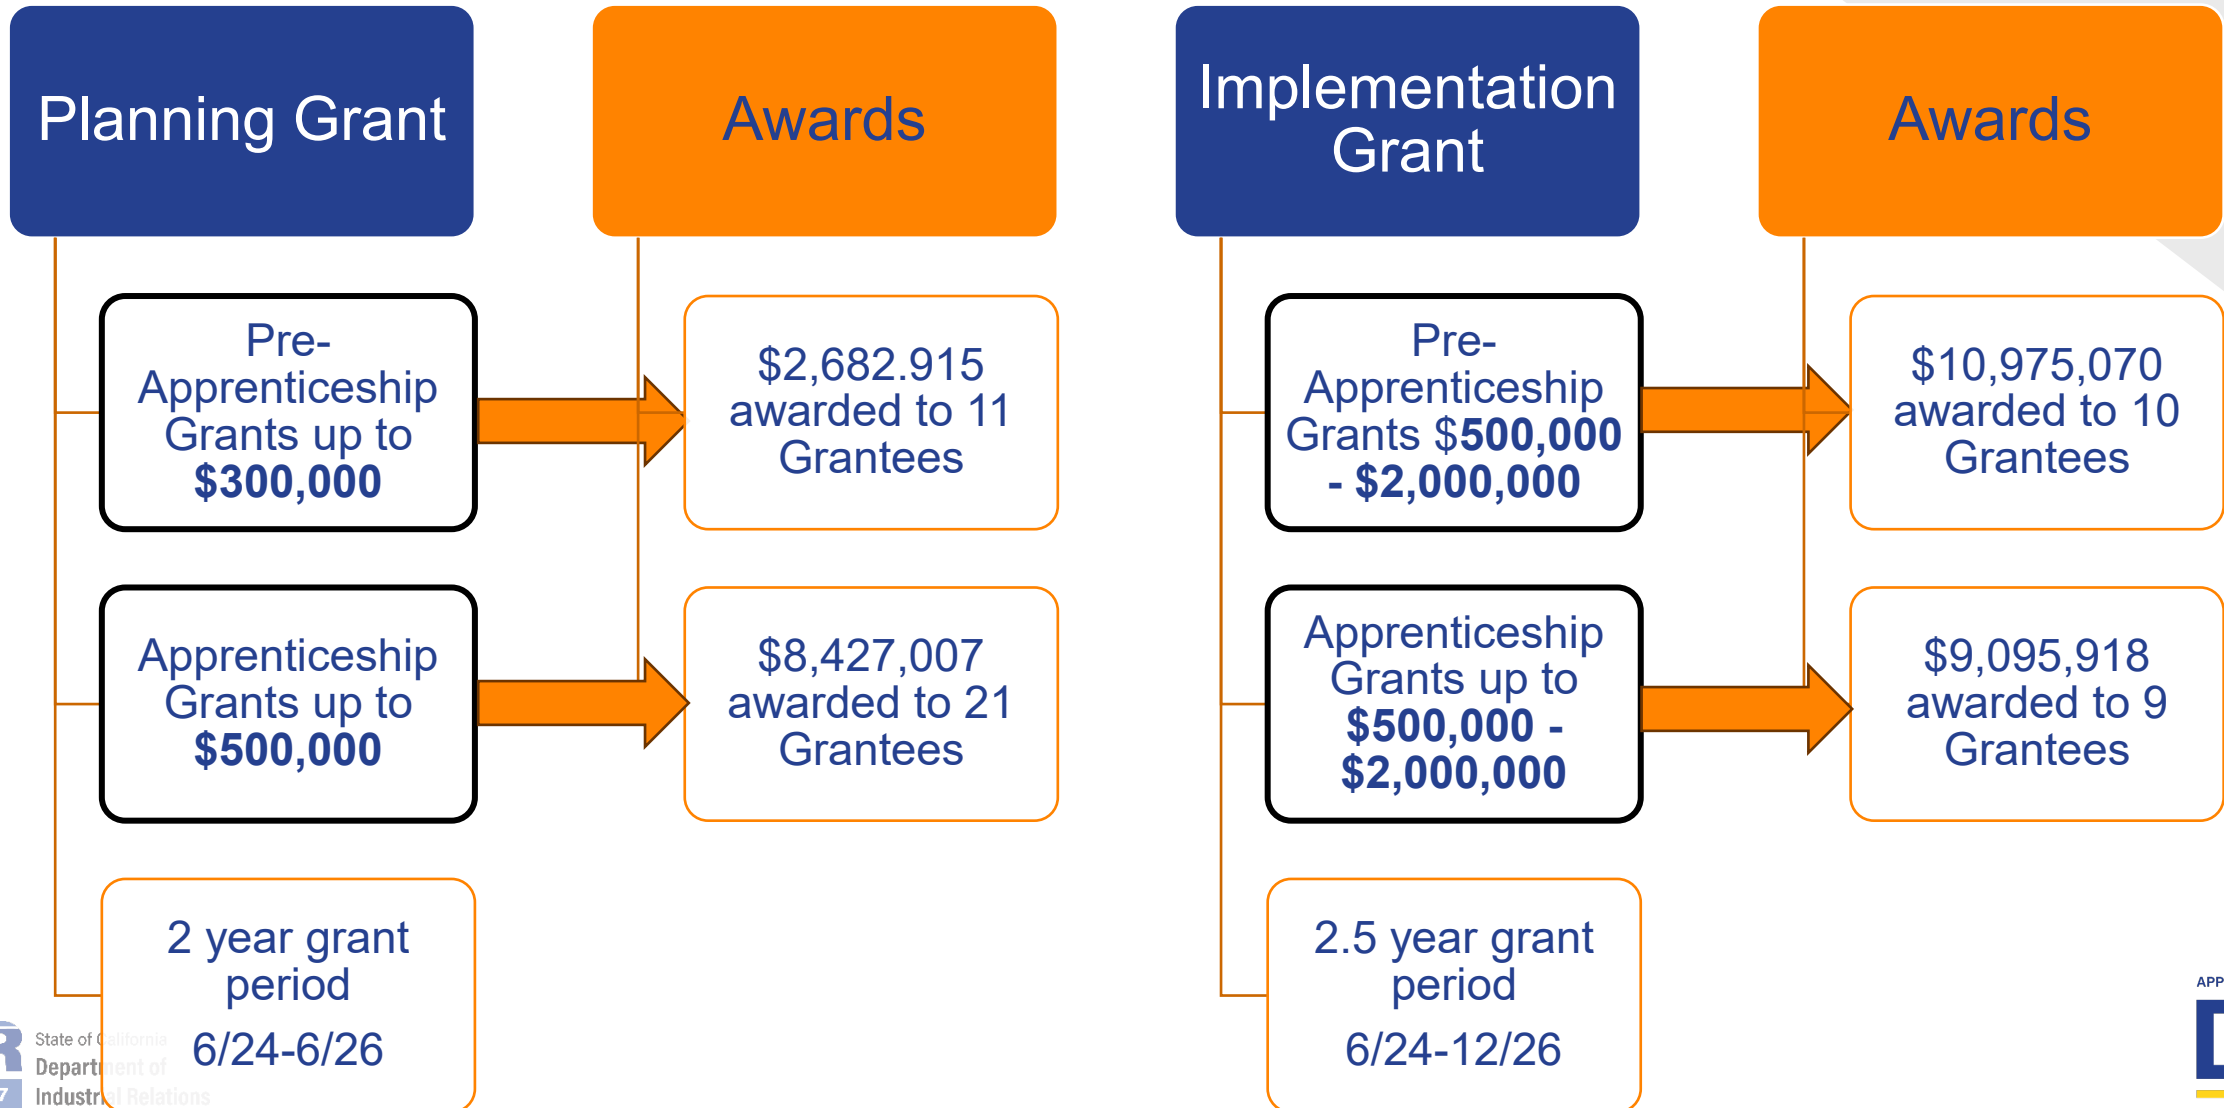 Planning Grant
Pre-
Apprenticeship
Grants up to
$300,000
Apprenticeship
Grants up to
$500,000
2 year grant
period
6/24-6/26
Awards
$2,682.915
awarded to 11
Grantees
$8,427,007
awarded to 21
Grantees
Implementation
Grant
Pre-
Apprenticeship
Grants $500,000
- $2,000,000
Apprenticeship
Grants up to
$500,000 -
$2,000,000
2.5 year grant
period
6/24-12/26
Awards
$10,975,070
awarded to 10
Grantees
$9,095,918
awarded to 9
Grantees
State of California
Department of
Industrial Relations
APP